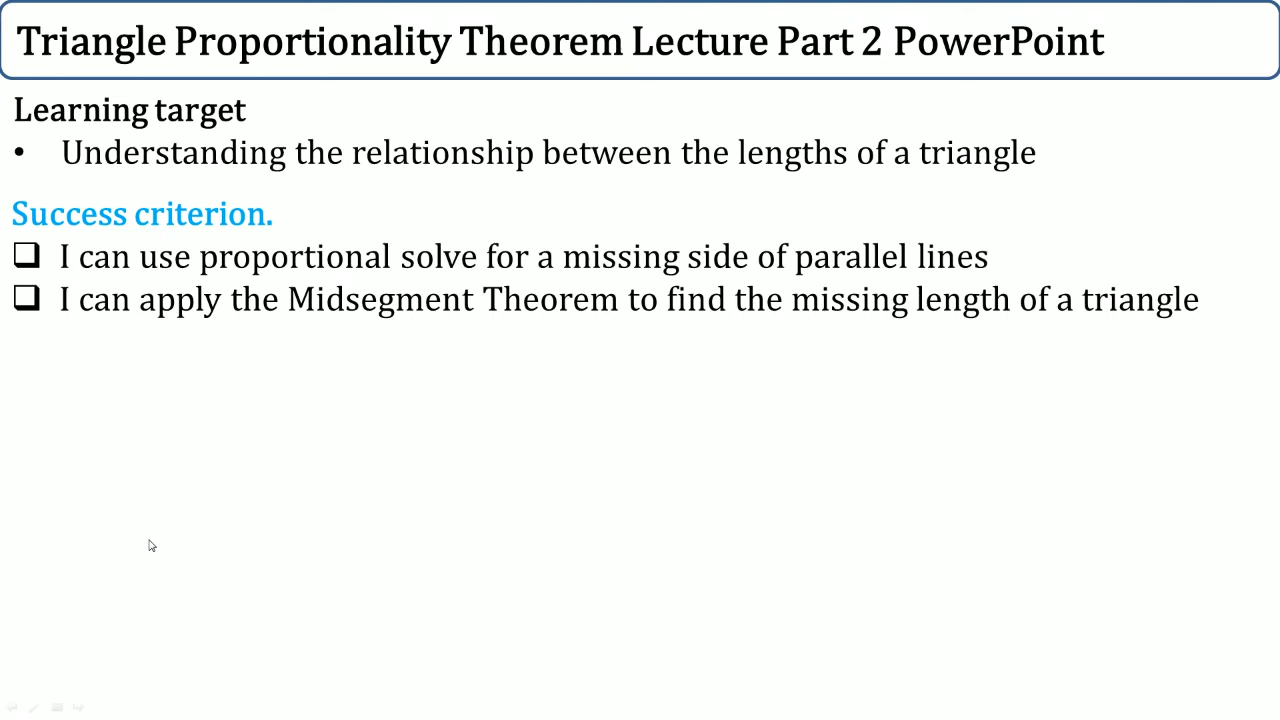 Triangle Proportionality Theorem Lecture Part 2 PowerPoint
Learning target
• Understanding the relationship between the lengths of a triangle
Success criterion.
❑ I can use proportional solve for a missing side of parallel lines
❑ I can apply the Midsegment Theorem to find the missing length of a triangle